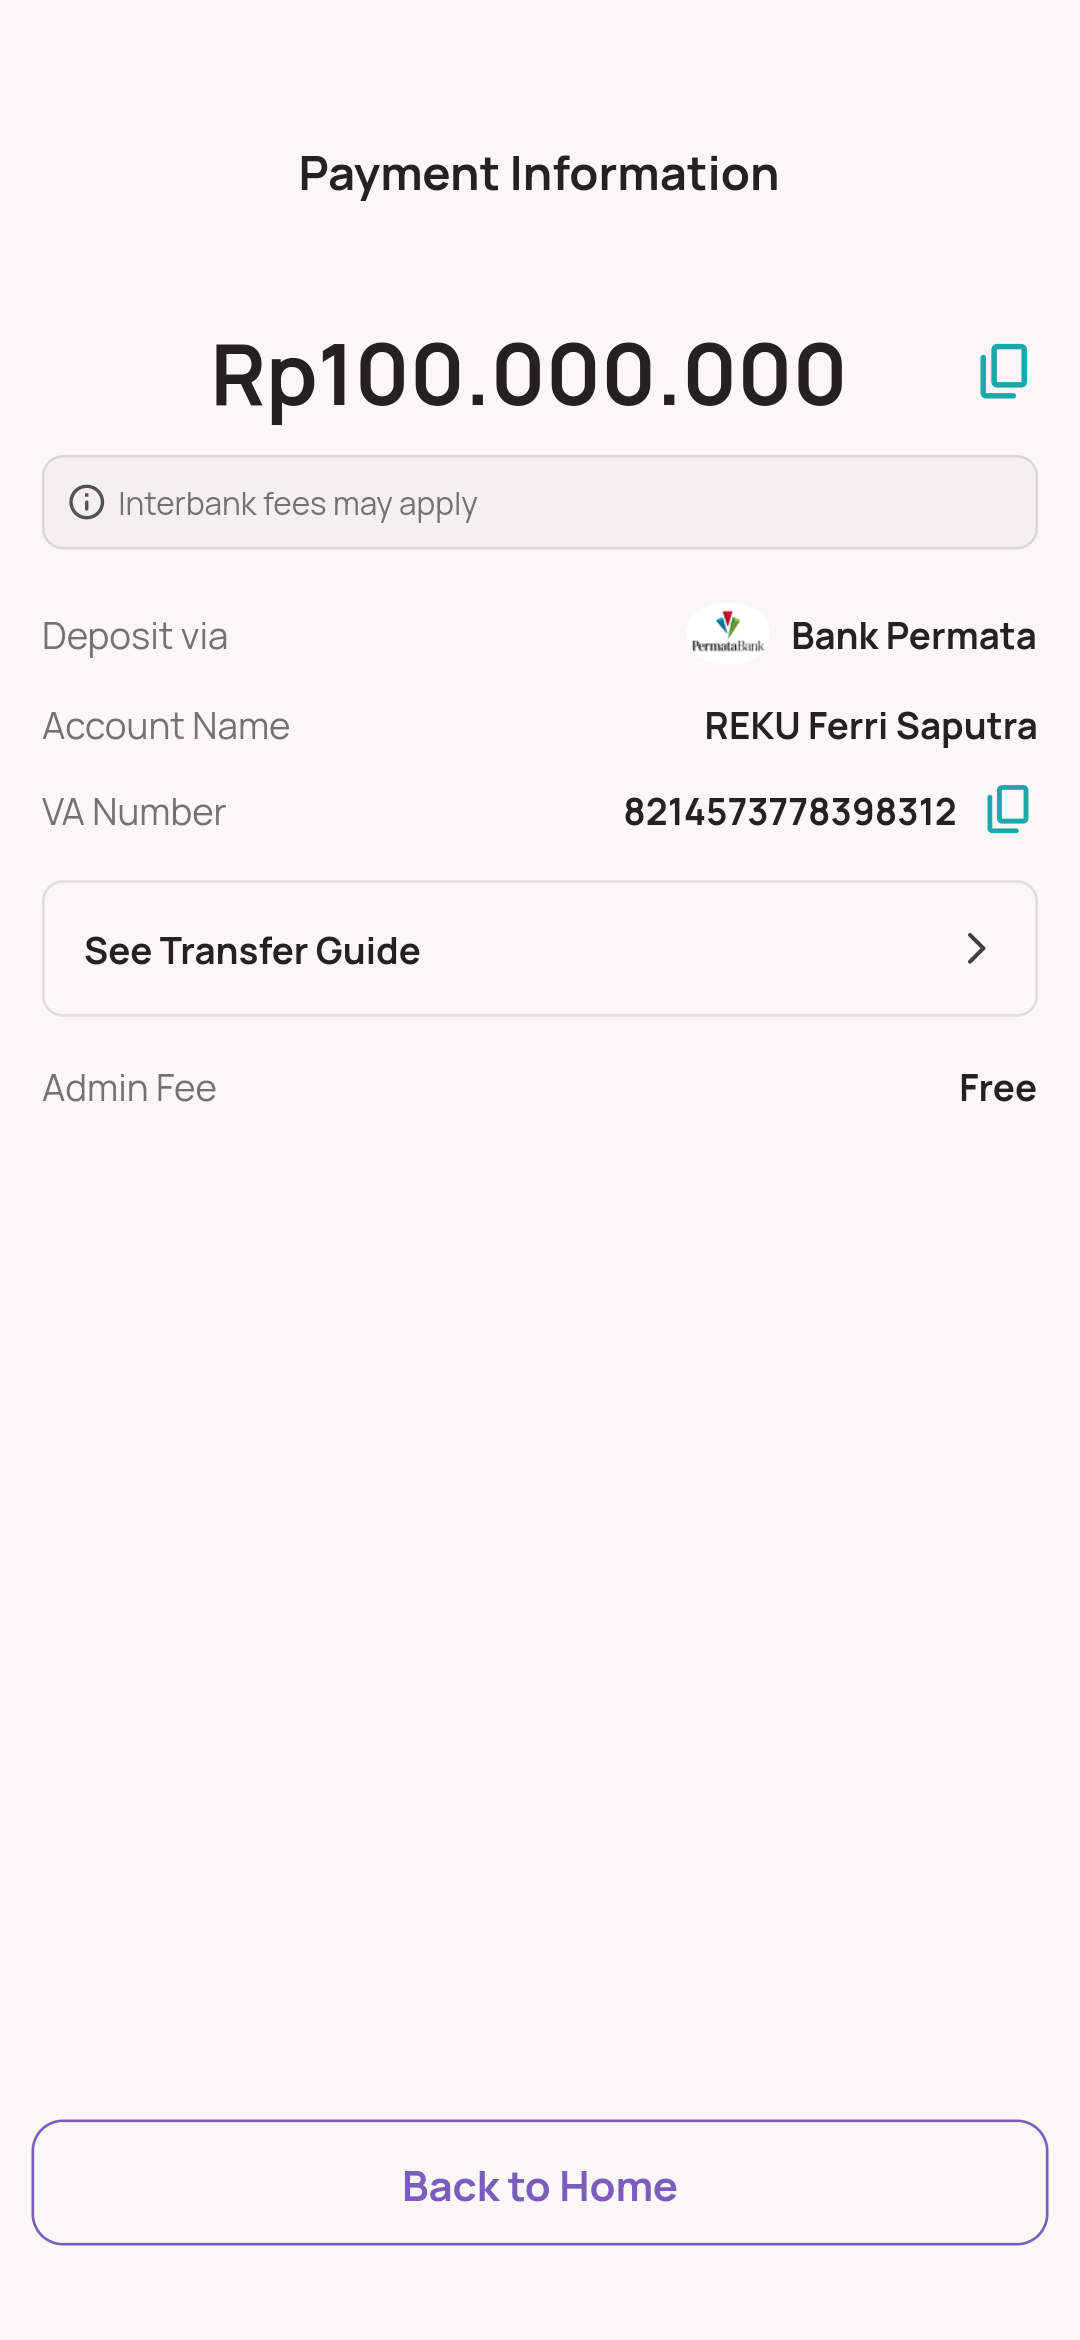 Payment Information
Rp100.000.000
Interbank fees may apply
Deposit via PermataBank Bank Permata
Account Name REKU Ferri Saputra
VA Number 8214573778398312
See Transfer Guide
Admin Fee Free
Back to Home